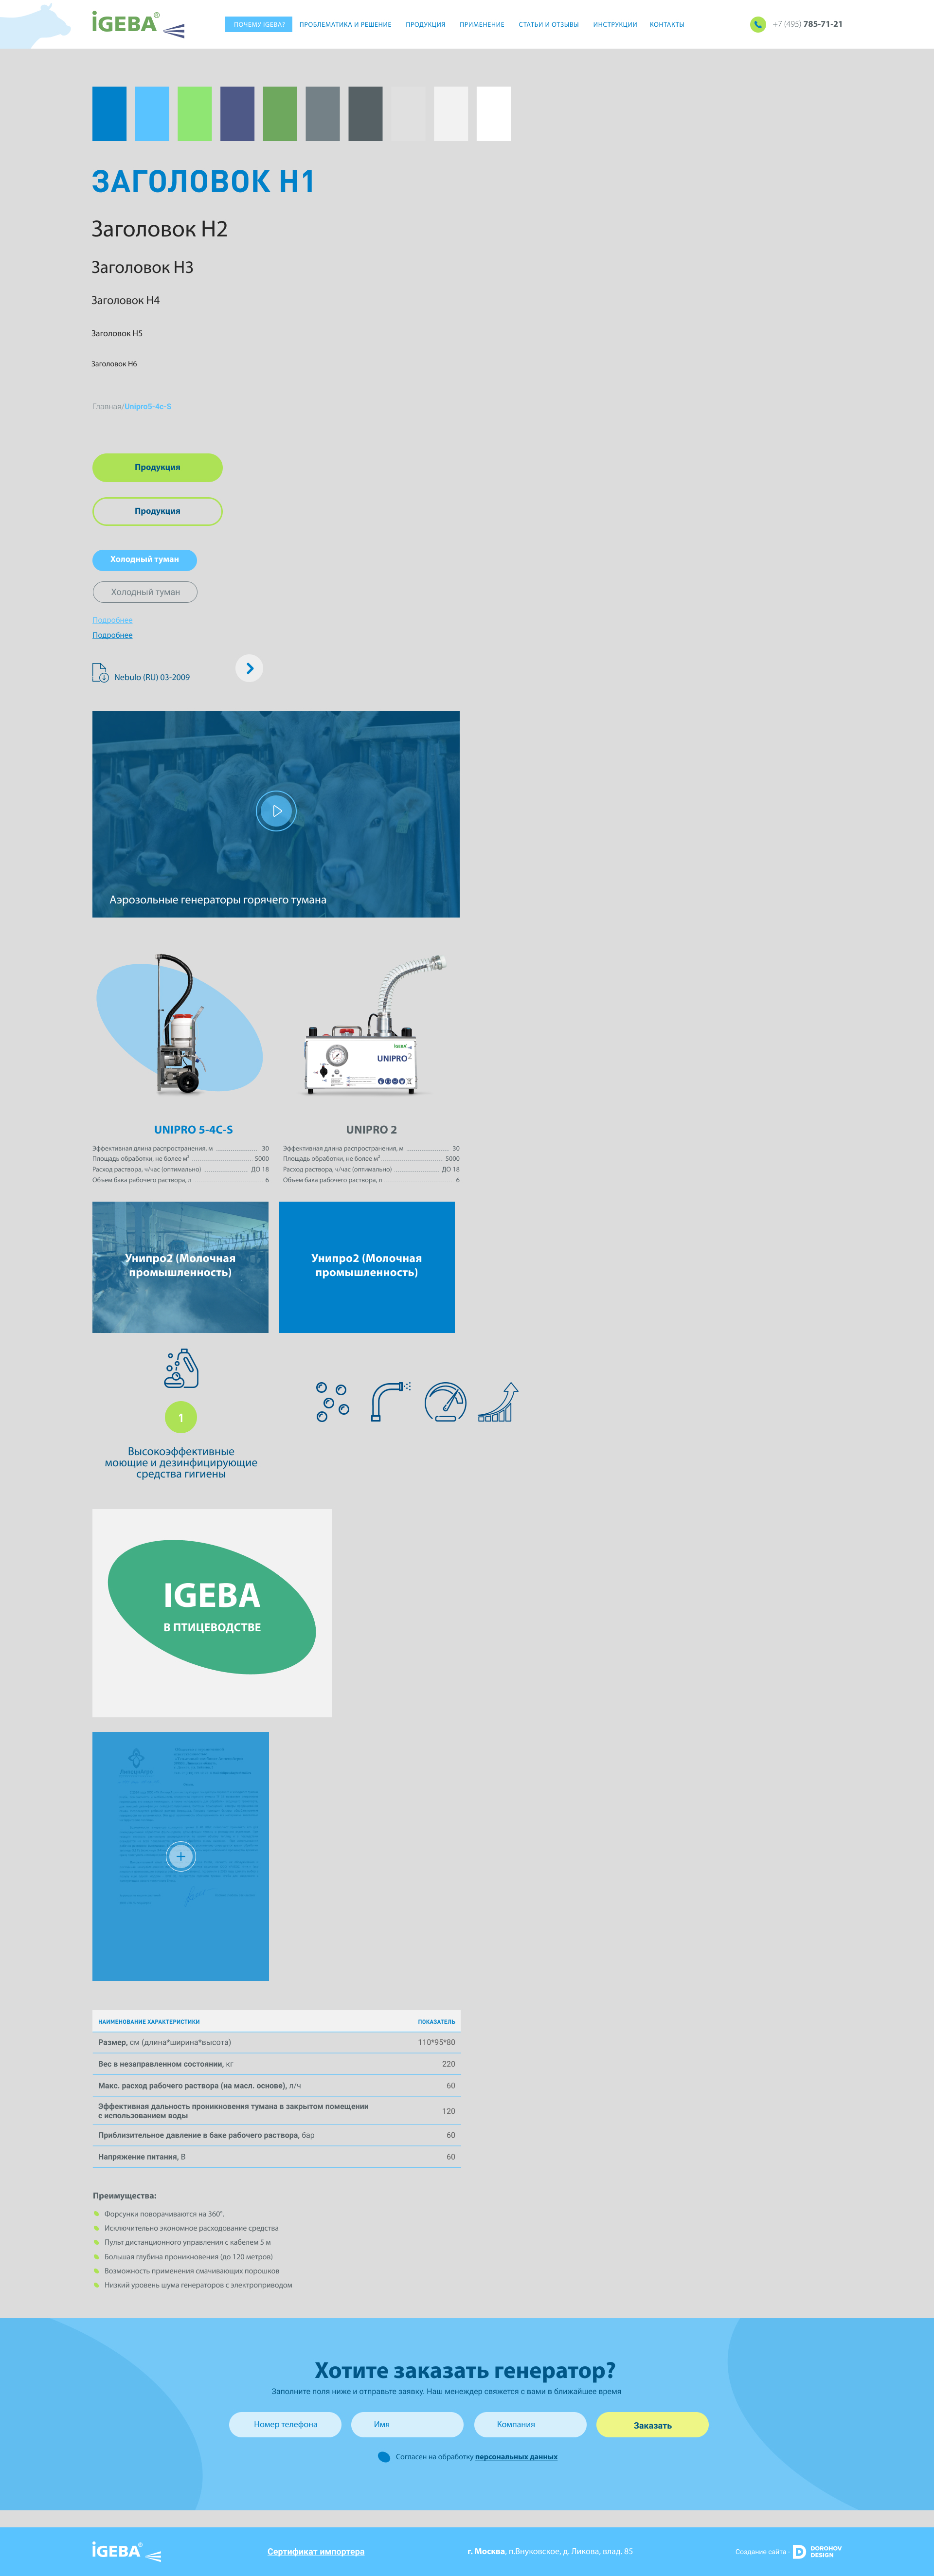 iGEBA®
ПОЧЕМУ IGEBA?
ПРОБЛЕМАТИКА И РЕШЕНИЕ
ПРОДУКЦИЯ
ПРИМЕНЕНИЕ
СТАТЬИ И ОТЗЫВЫ
ИНСТРУКЦИИ
КОНТАКТЫ
+7 (495) 785-71-21
ЗАГОЛОВОК H1
Заголовок H2
Заголовок H3
Заголовок H4
Заголовок H5
Заголовок H6
Главная/Unipro5-4c-S
Продукция
Продукция
Холодный туман
Холодный туман
Подробнее
Подробнее
Nebulo (RU) 03-2009
Аэрозольные генераторы горячего тумана
iGEBA
UNIPRO2
UNIPRO 5-4C-S
Эффективная длина распространения, м 30
Площадь обработки, не более м² 5000
Расход раствора, ч/час (оптимально) ДО 18
Объем бака рабочего раствора, л 6
UNIPRO 2
Эффективная длина распространения, м 30
Площадь обработки, не более м² 5000
Расход раствора, ч/час (оптимально) ДО 18
Объем бака рабочего раствора, л 6
Унипро2 (Молочная
промышленность)
Унипро2 (Молочная
промышленность)
1
Высокоэффективные
моющие и дезинфицирующие
средства гигиены
IGEBA
В ПТИЦЕВОДСТВЕ
НАИМЕНОВАНИЕ ХАРАКТЕРИСТИКИ ПОКАЗАТЕЛЬ
Размер, см (длина*ширина*высота) 110*95*80
Вес в незаправленном состоянии, кг 220
Макс. расход рабочего раствора (на масл. основе), л/ч 60
Эффективная дальность проникновения тумана в закрытом помещении
с использованием воды 120
Приблизительное давление в баке рабочего раствора, бар 60
Напряжение питания, В 60
Преимущества:
Форсунки поворачиваются на 360°.
Исключительно экономное расходование средства
Пульт дистанционного управления с кабелем 5 м
Большая глубина проникновения (до 120 метров)
Возможность применения смачивающих порошков
Низкий уровень шума генераторов с электроприводом
Хотите заказать генератор?
Заполните поля ниже и отправьте заявку. Наш менеждер свяжется с вами в ближайшее время
Номер телефона
Имя
Компания
Заказать
Согласен на обработку персональных данных
iGEBA®
Сертификат импортера
г. Москва, п.Внуковское, д. Ликова, влад. 85
Создание сайта -
DOROHOV
DESIGN